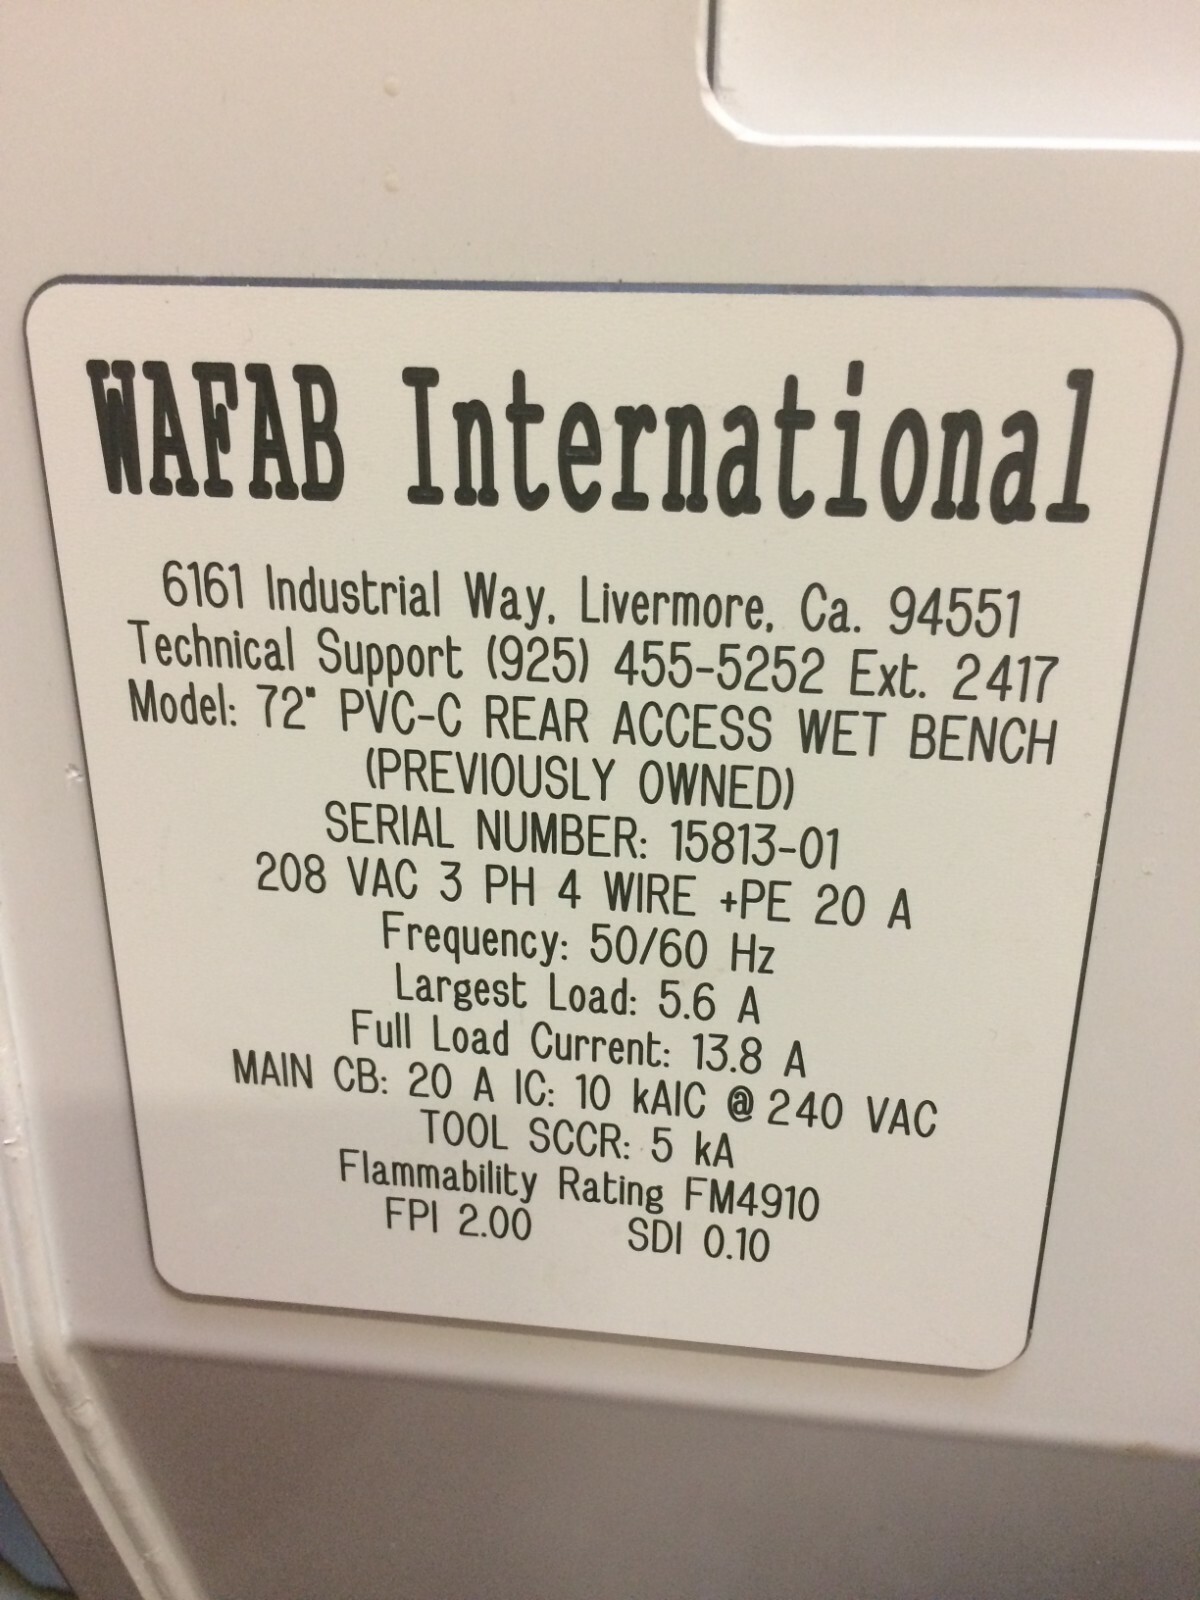 WAFAB International
6161 Industrial Way, Livermore, Ca. 94551
Technical Support (925) 455-5252 Ext. 2417
Model: 72" PVC-C REAR ACCESS WET BENCH
(PREVIOUSLY OWNED)
SERIAL NUMBER: 15813-01
208 VAC 3 PH 4 WIRE +PE 20 A
Frequency: 50/60 Hz
Largest Load: 5.6 A
Full Load Current: 13.8 A
MAIN CB: 20 A IC: 10 kAIC @ 240 VAC
TOOL SCCR: 5 kA
Flammability Rating FM4910
FPI 2.00 SDI 0.10